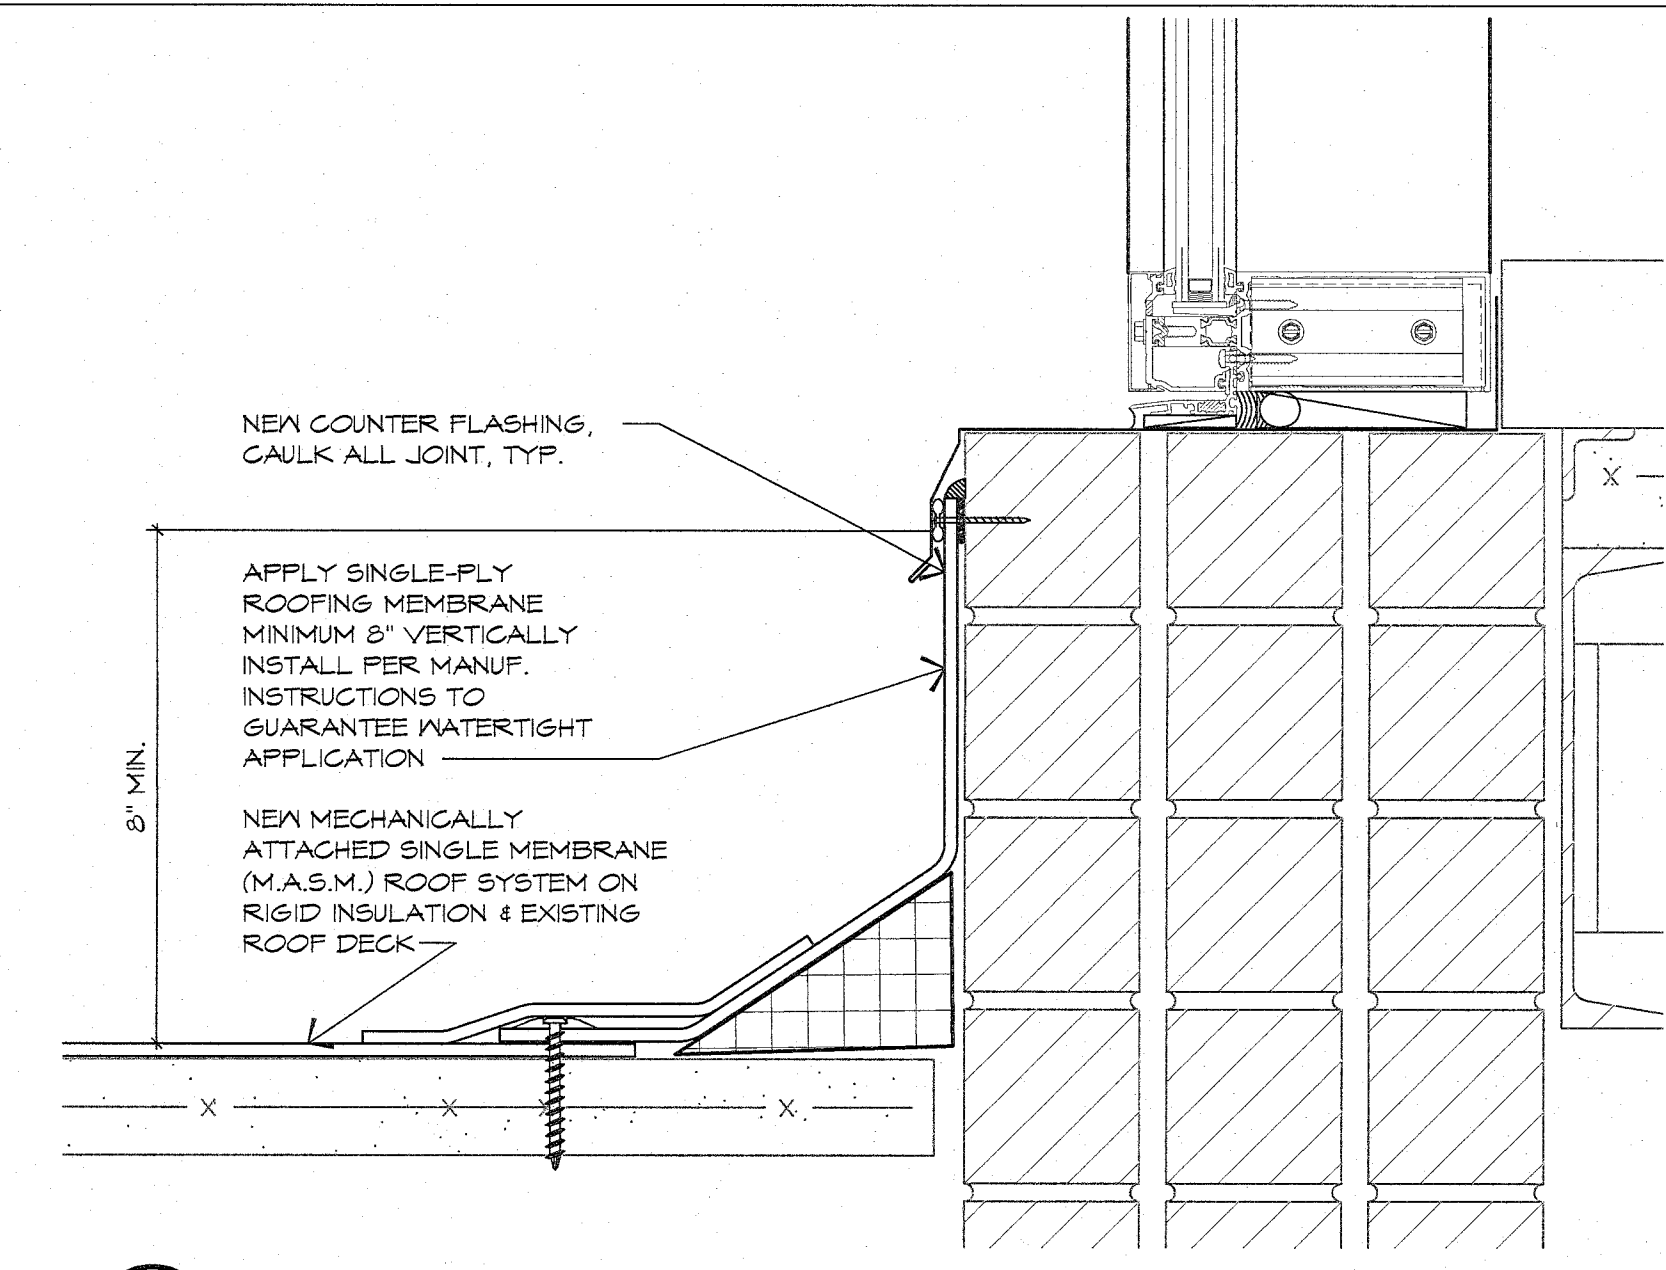 NEW COUNTER FLASHING,
CAULK ALL JOINT, TYP.
APPLY SINGLE-PLY
ROOFING MEMBRANE
MINIMUM 8" VERTICALLY
INSTALL PER MANUF.
INSTRUCTIONS TO
GUARANTEE WATERTIGHT
APPLICATION
8" MIN.
NEW MECHANICALLY
ATTACHED SINGLE MEMBRANE
(M.A.S.M.) ROOF SYSTEM ON
RIGID INSULATION & EXISTING
ROOF DECK